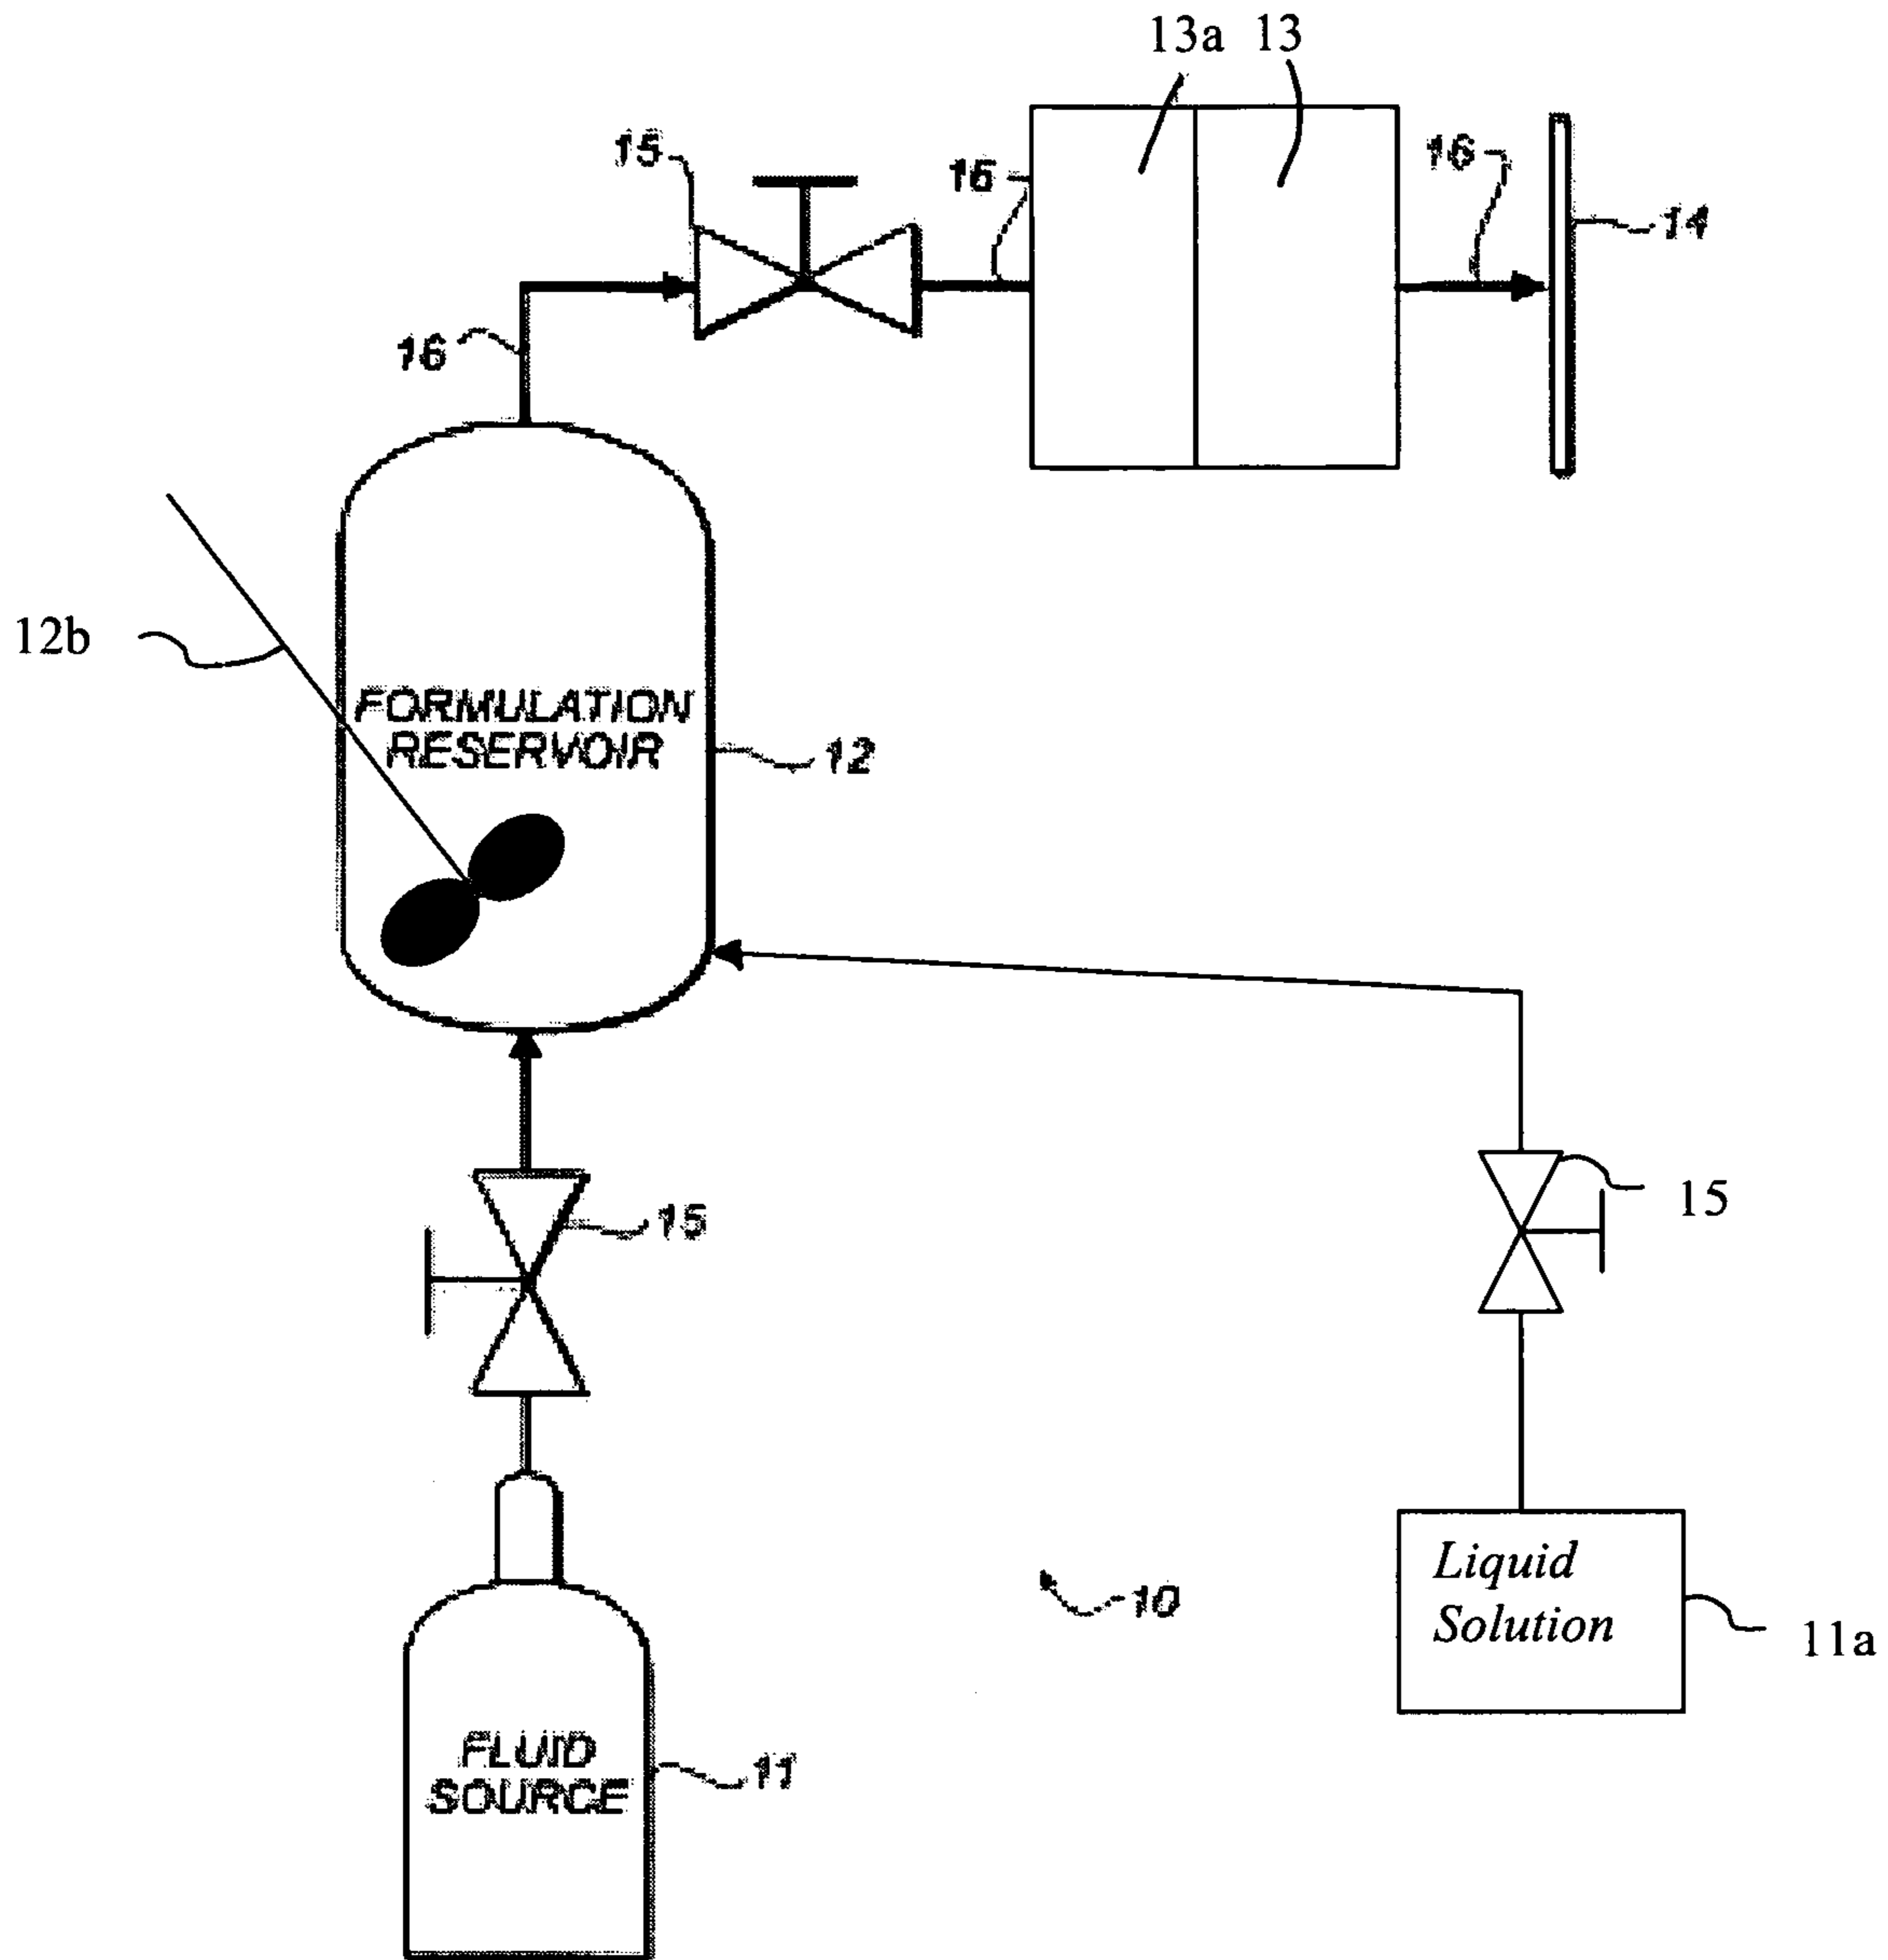 13a 13
15
16
16
14
16
12b
FORMULATION
RESERVOIR
12
15
15
10
Liquid
Solution
11a
FLUID
SOURCE
11